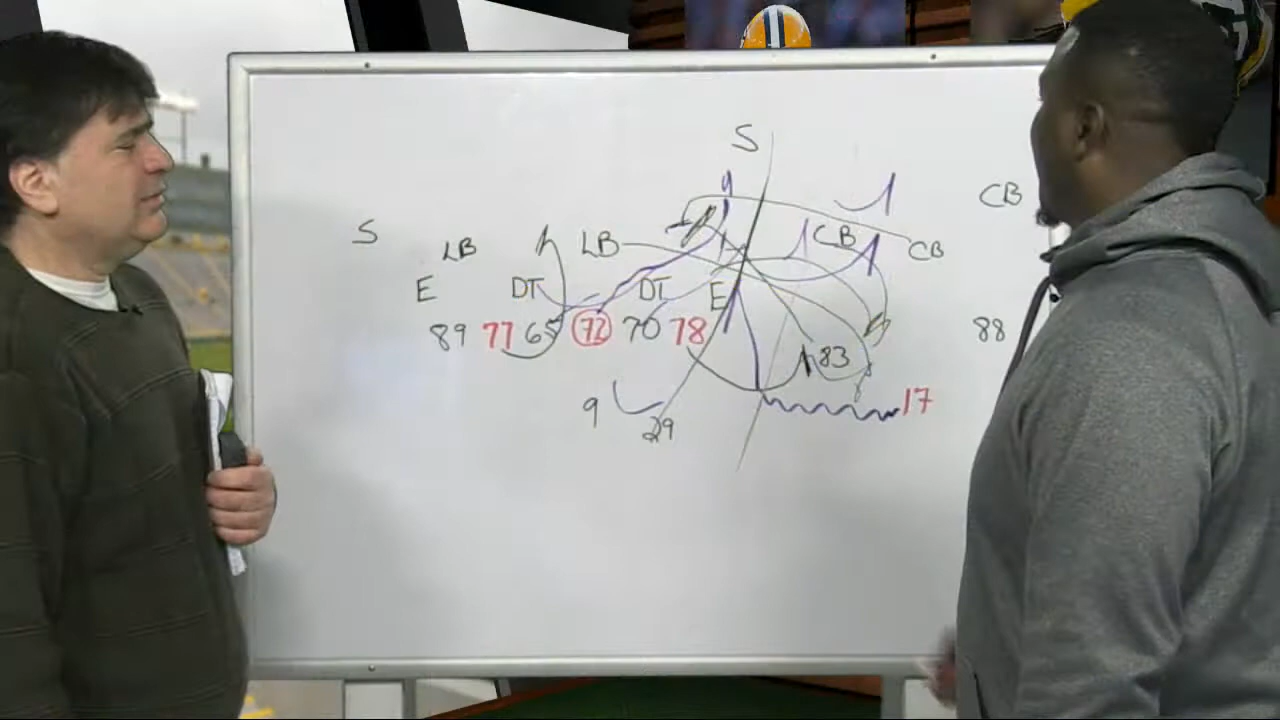 S
S LB LB CB CB CB
E DT DT E
89 77 65 72 70 78 83 88
9 29 17